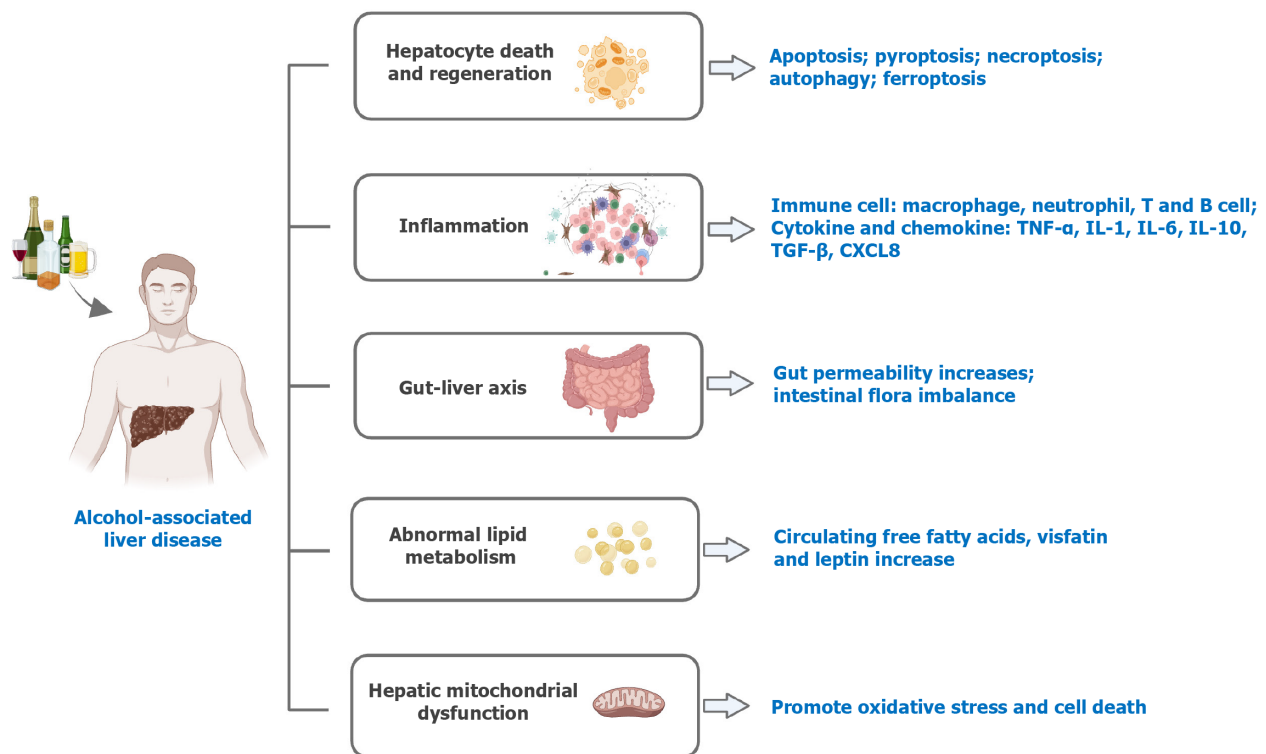 Hepatocyte death
and regeneration
Apoptosis; pyroptosis; necroptosis;
autophagy; ferroptosis
Inflammation
Immune cell: macrophage, neutrophil, T and B cell;
Cytokine and chemokine: TNF-α, IL-1, IL-6, IL-10,
TGF-β, CXCL8
Gut-liver axis
Gut permeability increases;
intestinal flora imbalance
Alcohol-associated
liver disease
Abnormal lipid
metabolism
Circulating free fatty acids, visfatin
and leptin increase
Hepatic mitochondrial
dysfunction
Promote oxidative stress and cell death